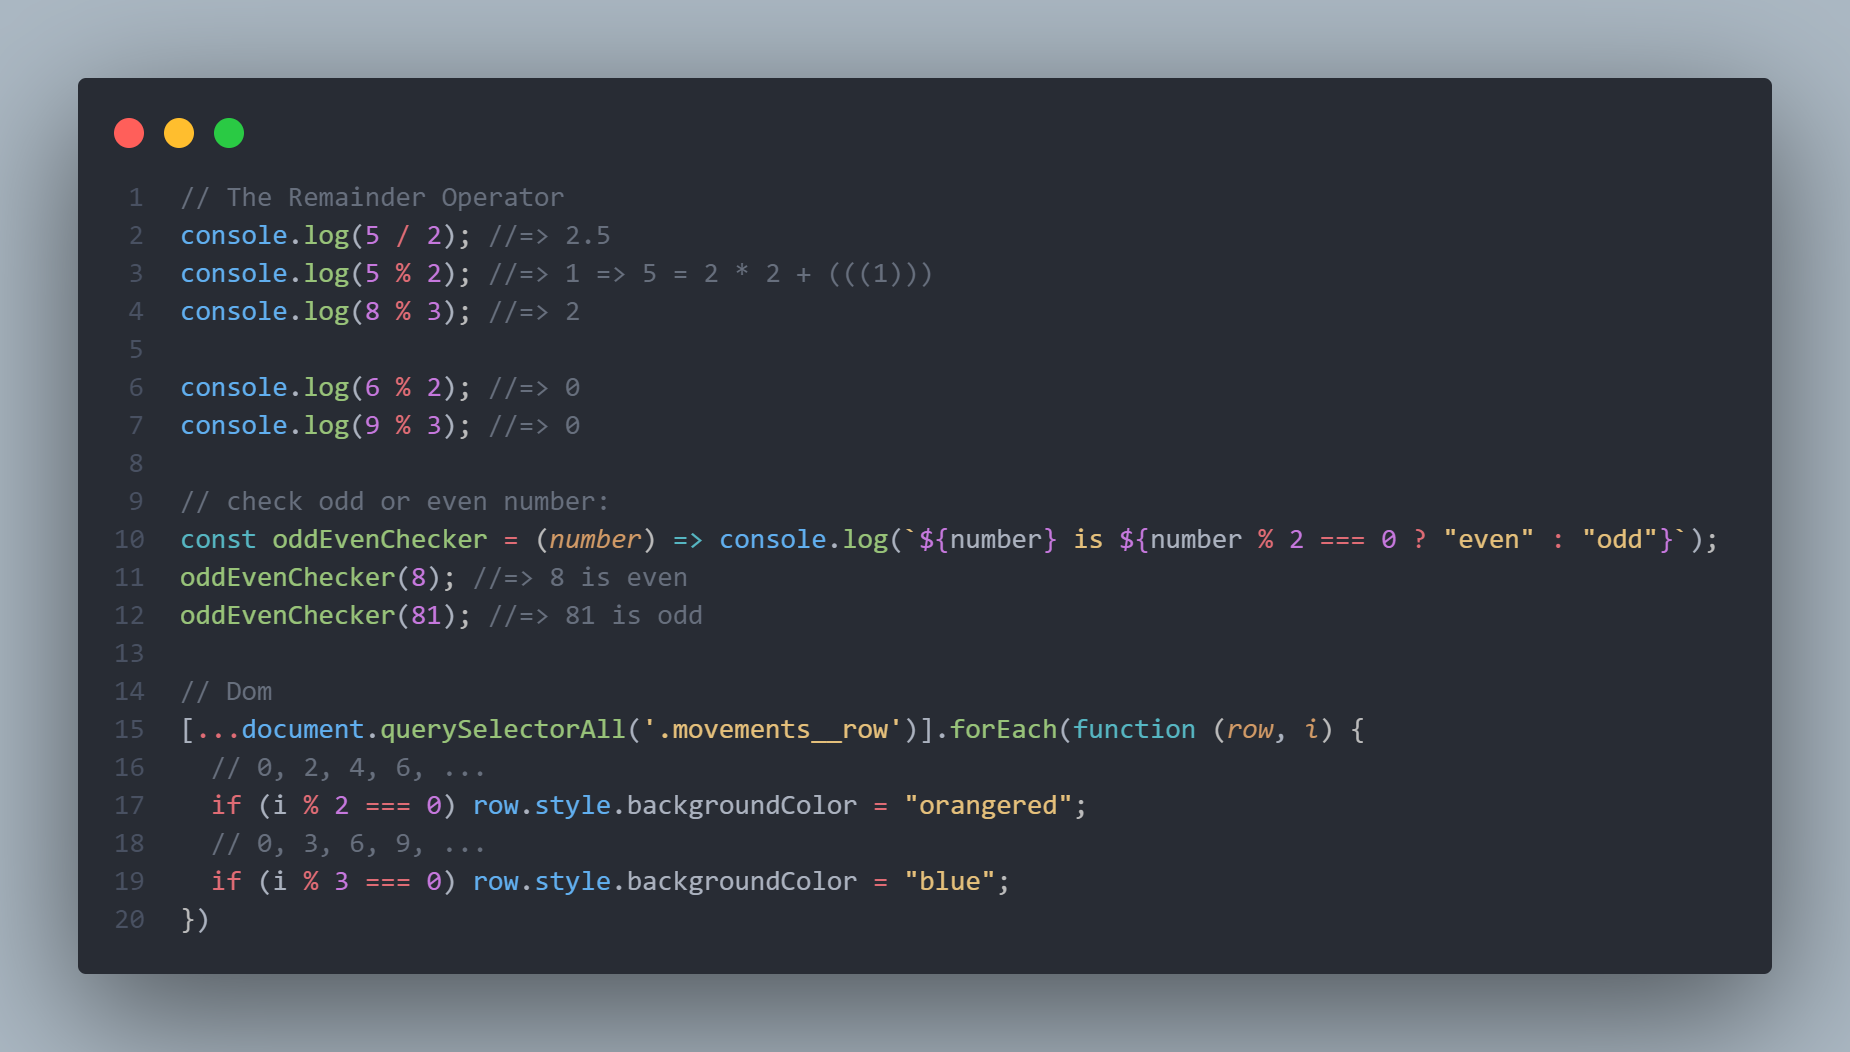 1 // The Remainder Operator
2 console.log(5 / 2); //=> 2.5
3 console.log(5 % 2); //=> 1 => 5 = 2 * 2 + (((1)))
4 console.log(8 % 3); //=> 2
5
6 console.log(6 % 2); //=> 0
7 console.log(9 % 3); //=> 0
8
9 // check odd or even number:
10 const oddEvenChecker = (number) => console.log(`${number} is ${number % 2 === 0 ? "even" : "odd"}`);
11 oddEvenChecker(8); //=> 8 is even
12 oddEvenChecker(81); //=> 81 is odd
13
14 // Dom
15 [...document.querySelectorAll('.movements__row')].forEach(function (row, i) {
16   // 0, 2, 4, 6, ...
17   if (i % 2 === 0) row.style.backgroundColor = "orangered";
18   // 0, 3, 6, 9, ...
19   if (i % 3 === 0) row.style.backgroundColor = "blue";
20 })